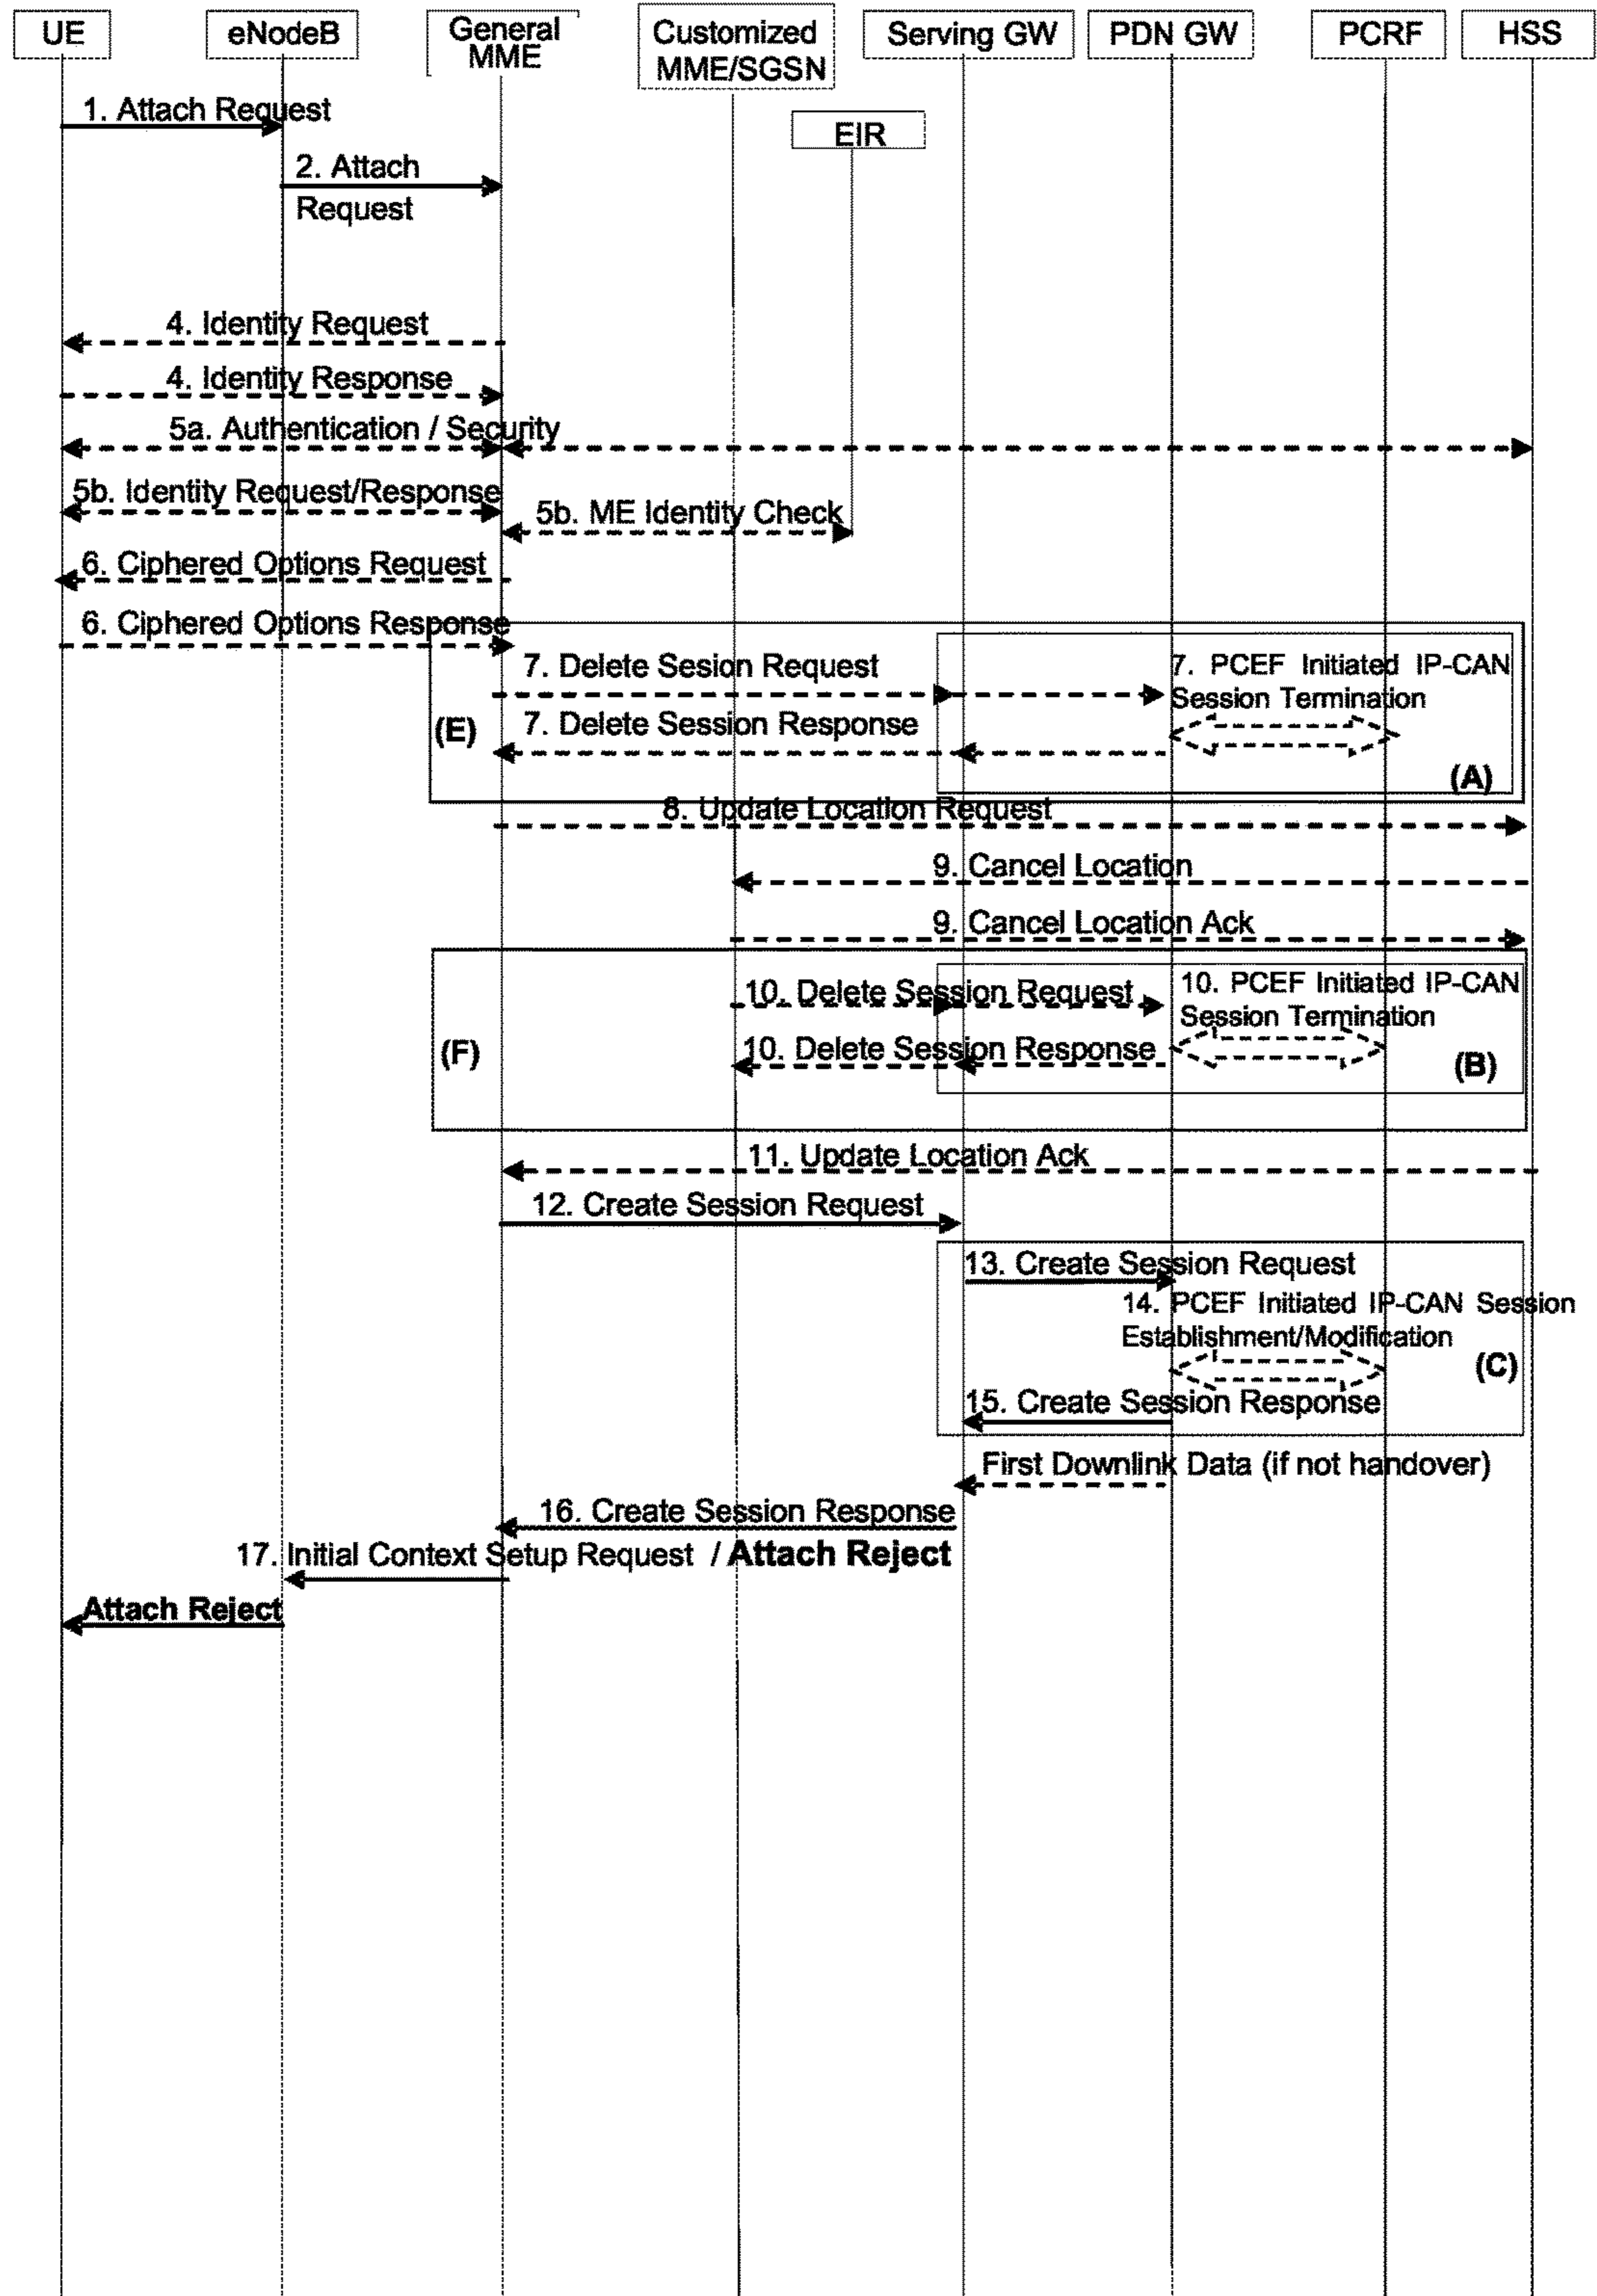 UE
eNodeB
General
MME
Customized
MME/SGSN
Serving GW
PDN GW
PCRF
HSS
EIR
1. Attach Request
2. Attach
Request
4. Identity Request
4. Identity Response
5a. Authentication / Security
5b. Identity Request/Response
5b. ME Identity Check
6. Ciphered Options Request
6. Ciphered Options Response
7. Delete Sesion Request
7. PCEF Initiated IP-CAN
Session Termination
7. Delete Session Response
(E)
(A)
8. Update Location Request
9. Cancel Location
9. Cancel Location Ack
10. Delete Session Request
10. PCEF Initiated IP-CAN
Session Termination
10. Delete Session Response
(F)
(B)
11. Update Location Ack
12. Create Session Request
13. Create Session Request
14. PCEF Initiated IP-CAN Session
Establishment/Modification
(C)
15. Create Session Response
First Downlink Data (if not handover)
16. Create Session Response
17. Initial Context Setup Request / Attach Reject
Attach Reject